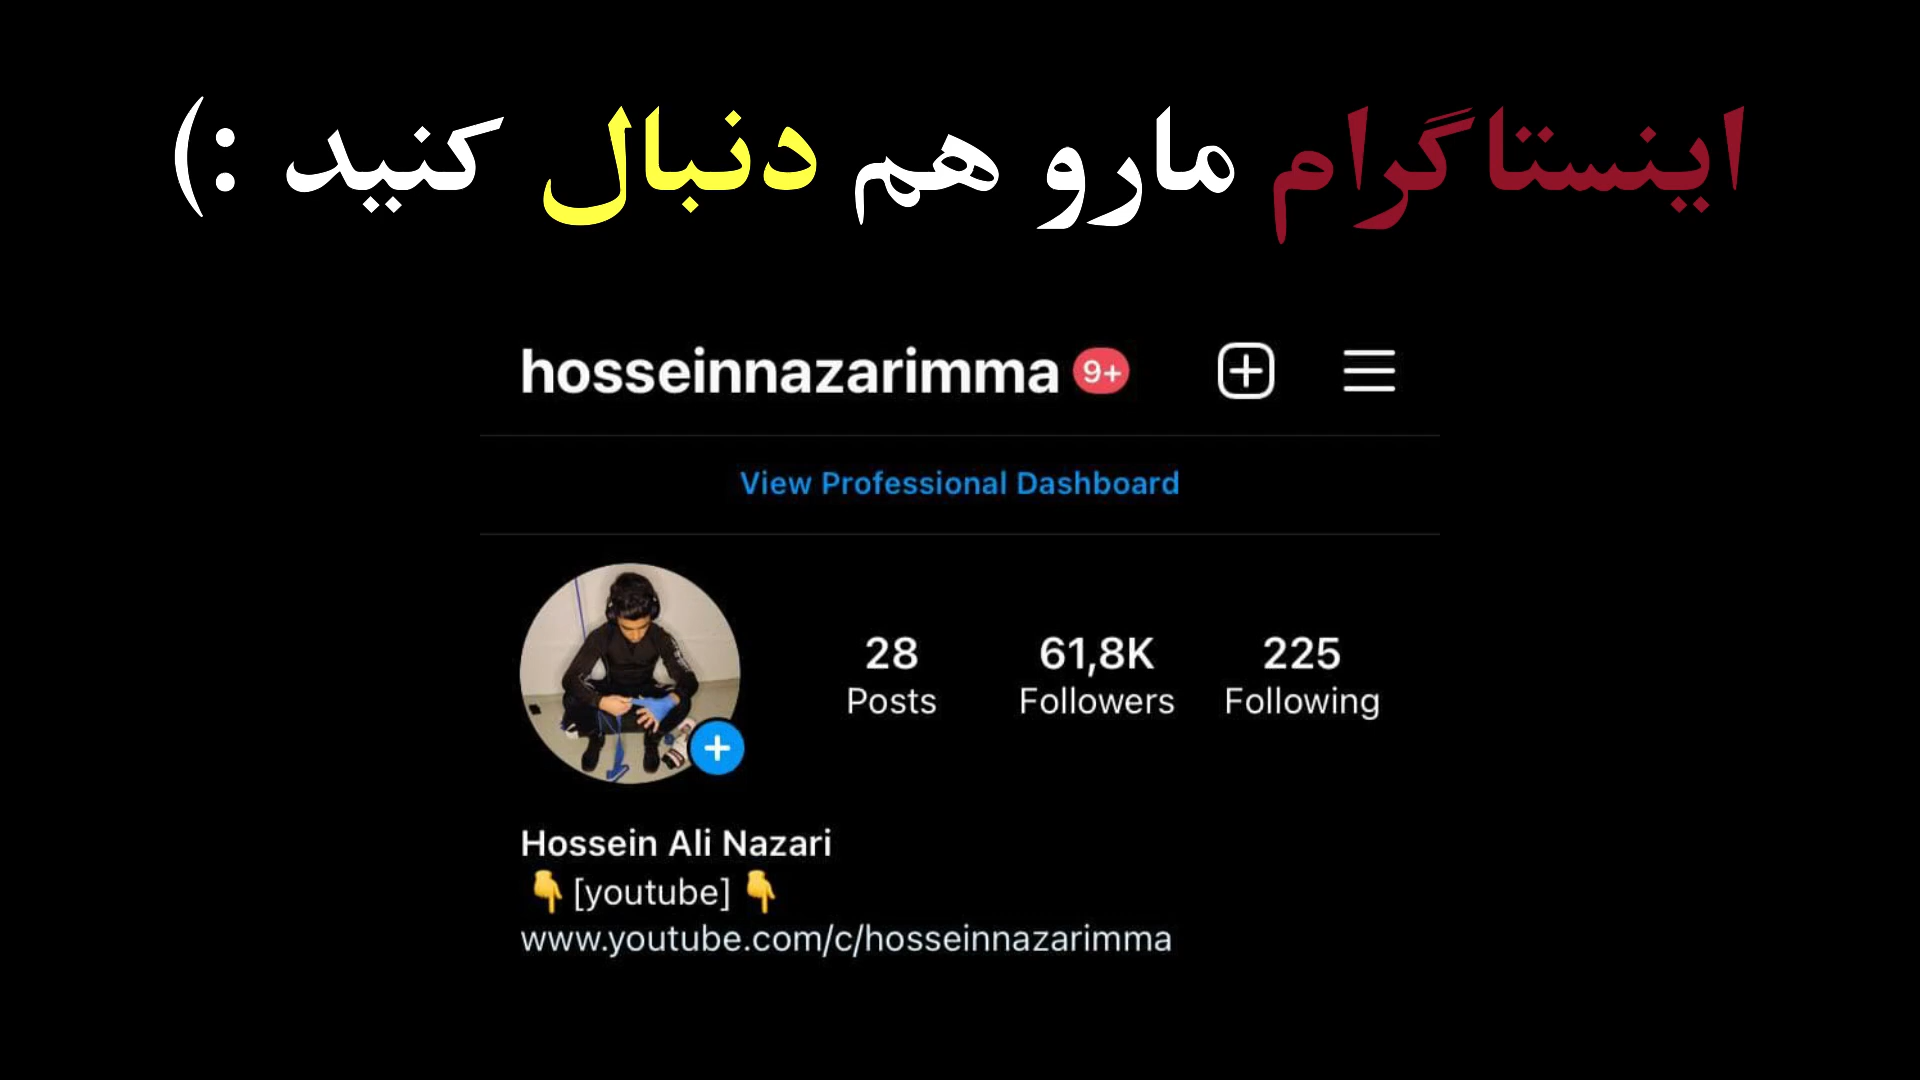 اینستاگرام مارو هم دنبال کنید :)
hosseinnazarimma 9+
View Professional Dashboard
28 61,8K 225
Posts Followers Following
Hossein Ali Nazari
👇[youtube]👇
www.youtube.com/c/hosseinnazarimma